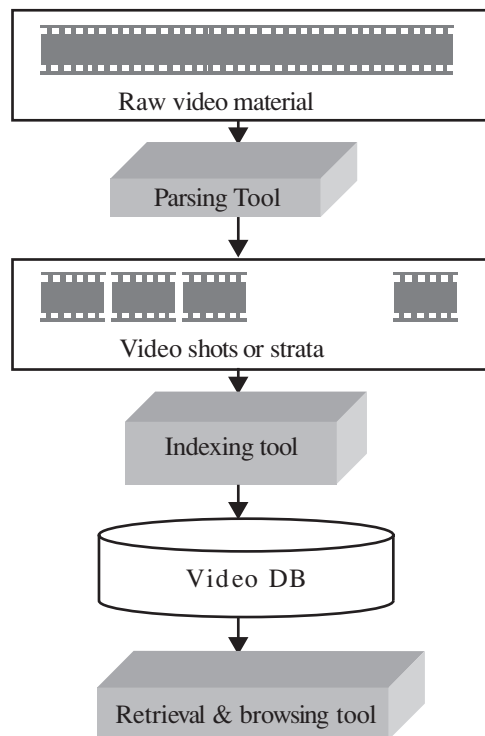 Raw video material
Parsing Tool
Video shots or strata
Indexing tool
Video DB
Retrieval & browsing tool